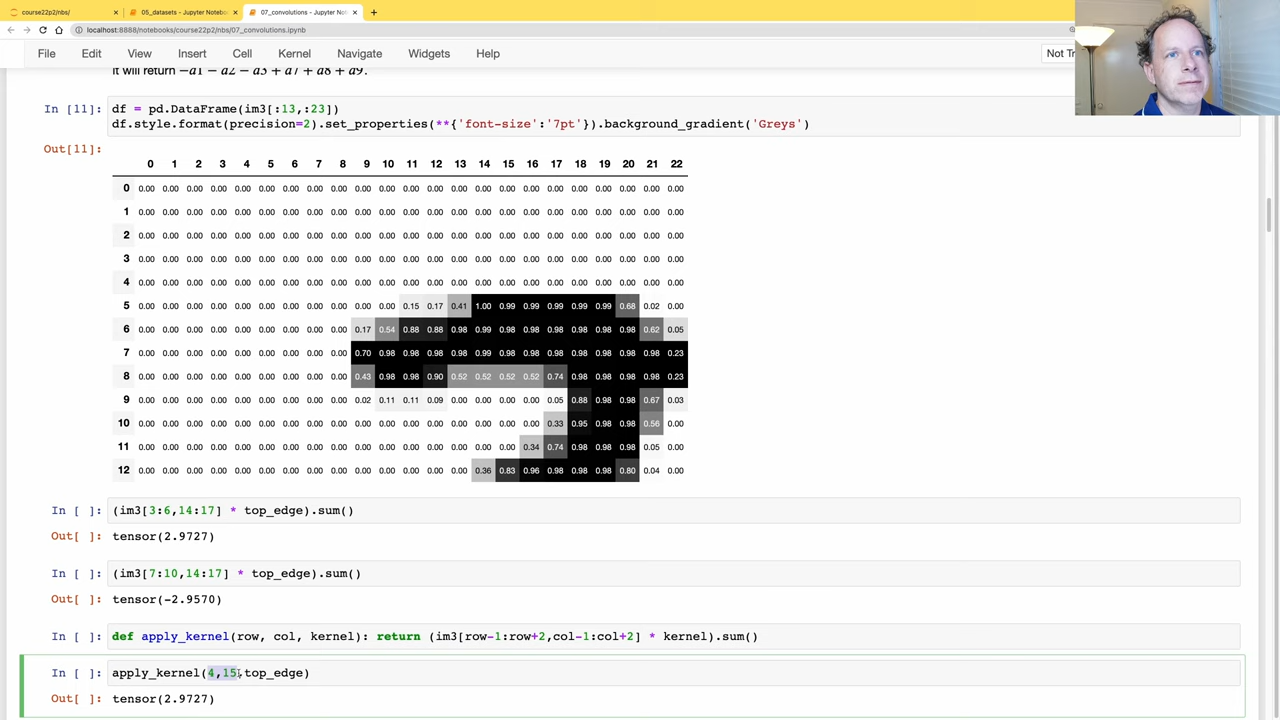 course22p2/nbs/ × 05_datasets - Jupyter Noteboo × 07_convolutions - Jupyter Note × +
localhost:8888/notebooks/course22p2/nbs/07_convolutions.ipynb
File Edit View Insert Cell Kernel Navigate Widgets Help Not Tr
It will return −a1 − a2 − a3 + a7 + a8 + a9.
In [11]: df = pd.DataFrame(im3[:13,:23])
df.style.format(precision=2).set_properties(**{'font-size':'7pt'}).background_gradient('Greys')
Out[11]:
0 1 2 3 4 5 6 7 8 9 10 11 12 13 14 15 16 17 18 19 20 21 22
0 0.00 0.00 0.00 0.00 0.00 0.00 0.00 0.00 0.00 0.00 0.00 0.00 0.00 0.00 0.00 0.00 0.00 0.00 0.00 0.00 0.00 0.00 0.00
1 0.00 0.00 0.00 0.00 0.00 0.00 0.00 0.00 0.00 0.00 0.00 0.00 0.00 0.00 0.00 0.00 0.00 0.00 0.00 0.00 0.00 0.00 0.00
2 0.00 0.00 0.00 0.00 0.00 0.00 0.00 0.00 0.00 0.00 0.00 0.00 0.00 0.00 0.00 0.00 0.00 0.00 0.00 0.00 0.00 0.00 0.00
3 0.00 0.00 0.00 0.00 0.00 0.00 0.00 0.00 0.00 0.00 0.00 0.00 0.00 0.00 0.00 0.00 0.00 0.00 0.00 0.00 0.00 0.00 0.00
4 0.00 0.00 0.00 0.00 0.00 0.00 0.00 0.00 0.00 0.00 0.00 0.00 0.00 0.00 0.00 0.00 0.00 0.00 0.00 0.00 0.00 0.00 0.00
5 0.00 0.00 0.00 0.00 0.00 0.00 0.00 0.00 0.00 0.00 0.00 0.15 0.17 0.41 1.00 0.99 0.99 0.99 0.99 0.99 0.68 0.02 0.00
6 0.00 0.00 0.00 0.00 0.00 0.00 0.00 0.00 0.00 0.17 0.54 0.88 0.88 0.98 0.99 0.98 0.98 0.98 0.98 0.98 0.98 0.62 0.05
7 0.00 0.00 0.00 0.00 0.00 0.00 0.00 0.00 0.00 0.70 0.98 0.98 0.98 0.98 0.99 0.98 0.98 0.98 0.98 0.98 0.98 0.98 0.23
8 0.00 0.00 0.00 0.00 0.00 0.00 0.00 0.00 0.00 0.43 0.98 0.98 0.90 0.52 0.52 0.52 0.52 0.74 0.98 0.98 0.98 0.98 0.23
9 0.00 0.00 0.00 0.00 0.00 0.00 0.00 0.00 0.00 0.02 0.11 0.11 0.09 0.00 0.00 0.00 0.00 0.05 0.88 0.98 0.98 0.67 0.03
10 0.00 0.00 0.00 0.00 0.00 0.00 0.00 0.00 0.00 0.00 0.00 0.00 0.00 0.00 0.00 0.00 0.00 0.33 0.95 0.98 0.98 0.56 0.00
11 0.00 0.00 0.00 0.00 0.00 0.00 0.00 0.00 0.00 0.00 0.00 0.00 0.00 0.00 0.00 0.00 0.34 0.74 0.98 0.98 0.98 0.05 0.00
12 0.00 0.00 0.00 0.00 0.00 0.00 0.00 0.00 0.00 0.00 0.00 0.00 0.00 0.00 0.36 0.83 0.96 0.98 0.98 0.98 0.80 0.04 0.00
In [ ]: (im3[3:6,14:17] * top_edge).sum()
Out[ ]: tensor(2.9727)
In [ ]: (im3[7:10,14:17] * top_edge).sum()
Out[ ]: tensor(-2.9570)
In [ ]: def apply_kernel(row, col, kernel): return (im3[row-1:row+2,col-1:col+2] * kernel).sum()
In [ ]: apply_kernel(4,15,top_edge)
Out[ ]: tensor(2.9727)